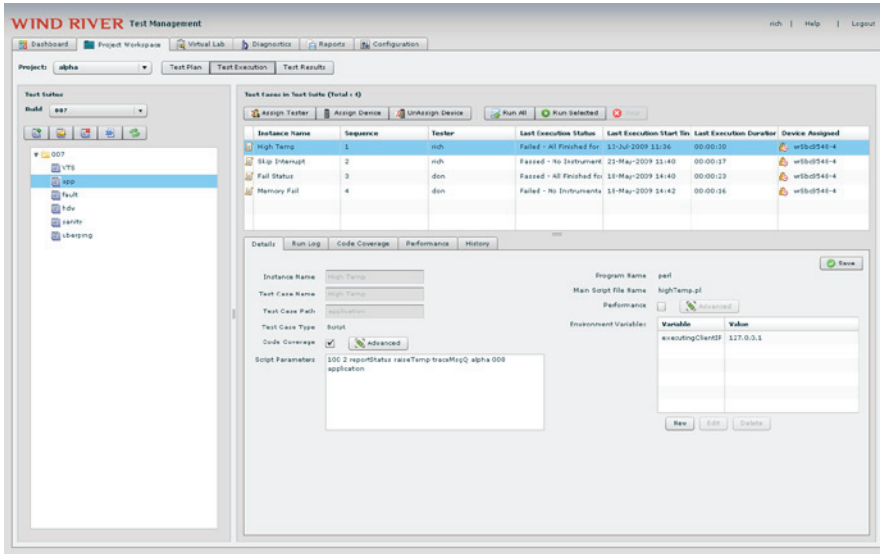 WIND RIVER Test Management
rich | Help | Logout
Dashboard Project Workspace Virtual Lab Diagnostics Reports Configuration
Project: alpha Test Plan Test Execution Test Results
Test Suites
Build 007
007
VTS
app
fault
hdv
sanity
uberping
Test Cases in Test Suite (Total : 4)
Assign Tester Assign Device UnAssign Device Run All Run Selected Stop
Instance Name Sequence Tester Last Execution Status Last Execution Start Tim Last Execution Duration Device Assigned
High Temp 1 rich Failed - All Finished for 13-Jul-2009 11:36 00:00:30 wrSbc8548-4
Skip Interrupt 2 rich Passed - No Instrument 21-May-2009 11:40 00:00:17 wrSbc8548-4
Fail Status 3 don Passed - All Finished for 18-May-2009 14:40 00:00:23 wrSbc8548-4
Memory Fail 4 don Failed - No Instrumenta 18-May-2009 14:42 00:00:16 wrSbc8548-4
Details Run Log Code Coverage Performance History
Save
Instance Name High Temp
Test Case Name High Temp
Test Case Path application
Test Case Type Script
Code Coverage Advanced
Script Parameters 100 2 reportStatus raiseTemp traceMsgQ alpha 008
application
Program Name perl
Main Script File Name highTemp.pl
Performance Advanced
Environment Variables Variable Value
executingClientIP 127.0.0.1
New Edit Delete